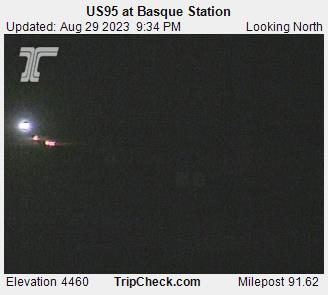 US95 at Basque Station
Updated: Aug 29 2023 9:34 PM Looking North
Elevation 4460 TripCheck.com Milepost 91.62